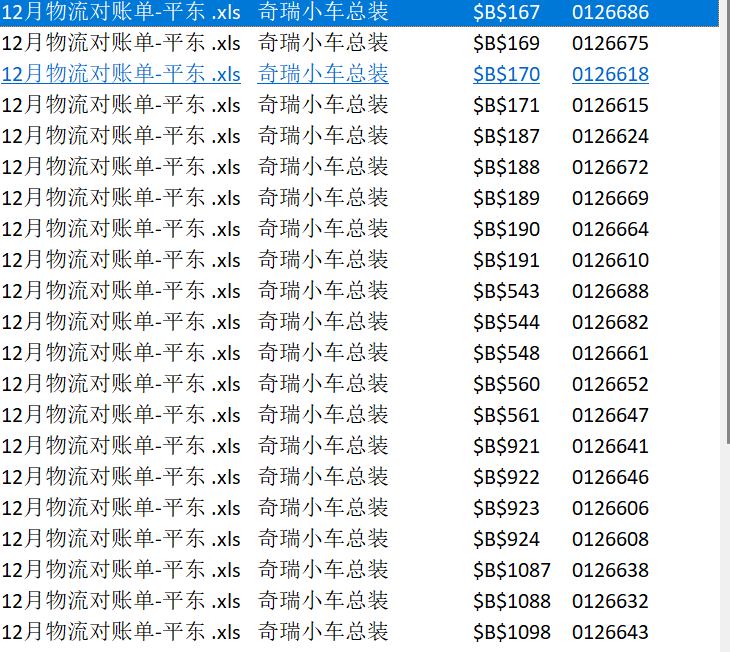 12月物流对账单-平东 .xls 奇瑞小车总装 $B$167 0126686
12月物流对账单-平东 .xls 奇瑞小车总装 $B$169 0126675
12月物流对账单-平东 .xls 奇瑞小车总装 $B$170 0126618
12月物流对账单-平东 .xls 奇瑞小车总装 $B$171 0126615
12月物流对账单-平东 .xls 奇瑞小车总装 $B$187 0126624
12月物流对账单-平东 .xls 奇瑞小车总装 $B$188 0126672
12月物流对账单-平东 .xls 奇瑞小车总装 $B$189 0126669
12月物流对账单-平东 .xls 奇瑞小车总装 $B$190 0126664
12月物流对账单-平东 .xls 奇瑞小车总装 $B$191 0126610
12月物流对账单-平东 .xls 奇瑞小车总装 $B$543 0126688
12月物流对账单-平东 .xls 奇瑞小车总装 $B$544 0126682
12月物流对账单-平东 .xls 奇瑞小车总装 $B$548 0126661
12月物流对账单-平东 .xls 奇瑞小车总装 $B$560 0126652
12月物流对账单-平东 .xls 奇瑞小车总装 $B$561 0126647
12月物流对账单-平东 .xls 奇瑞小车总装 $B$921 0126641
12月物流对账单-平东 .xls 奇瑞小车总装 $B$922 0126646
12月物流对账单-平东 .xls 奇瑞小车总装 $B$923 0126606
12月物流对账单-平东 .xls 奇瑞小车总装 $B$924 0126608
12月物流对账单-平东 .xls 奇瑞小车总装 $B$1087 0126638
12月物流对账单-平东 .xls 奇瑞小车总装 $B$1088 0126632
12月物流对账单-平东 .xls 奇瑞小车总装 $B$1098 0126643